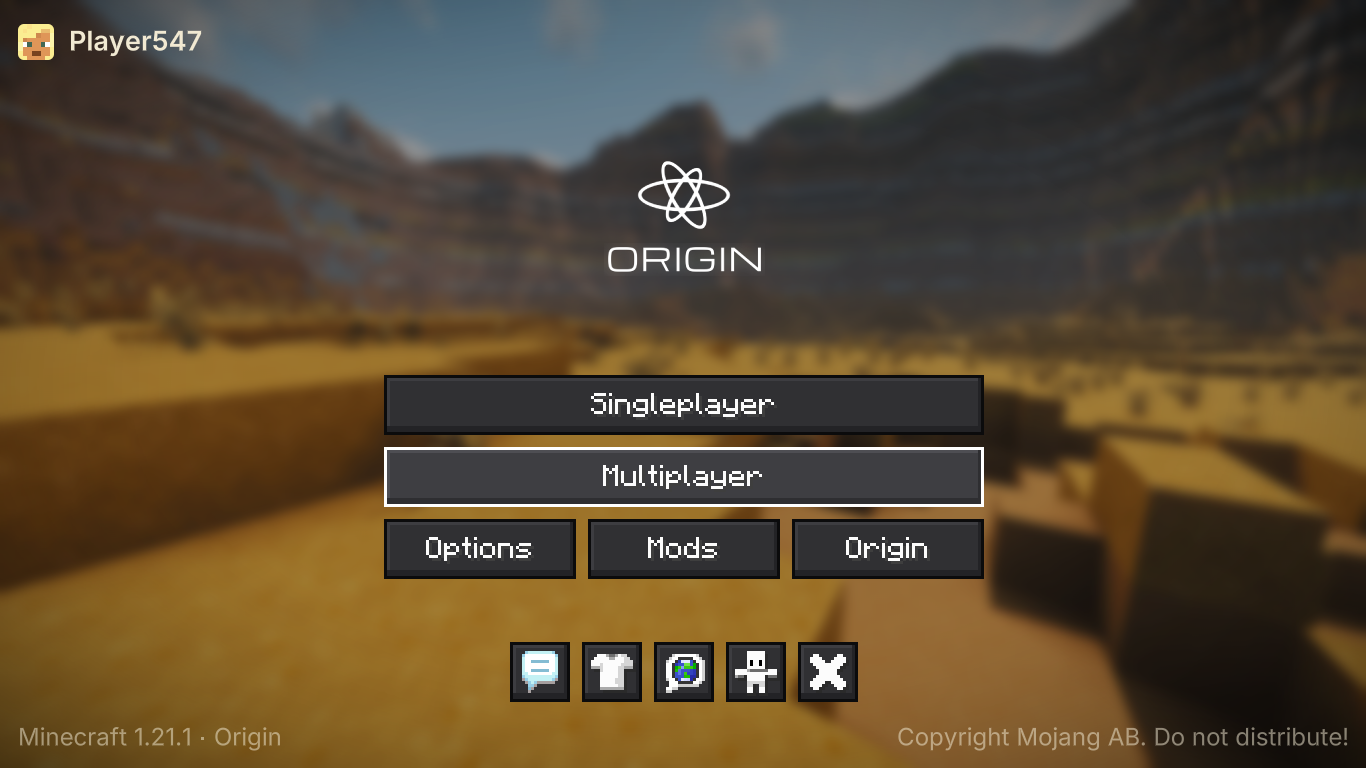 Player547
ORIGIN
Singleplayer
Multiplayer
Options Mods Origin
Minecraft 1.21.1 · Origin
Copyright Mojang AB. Do not distribute!